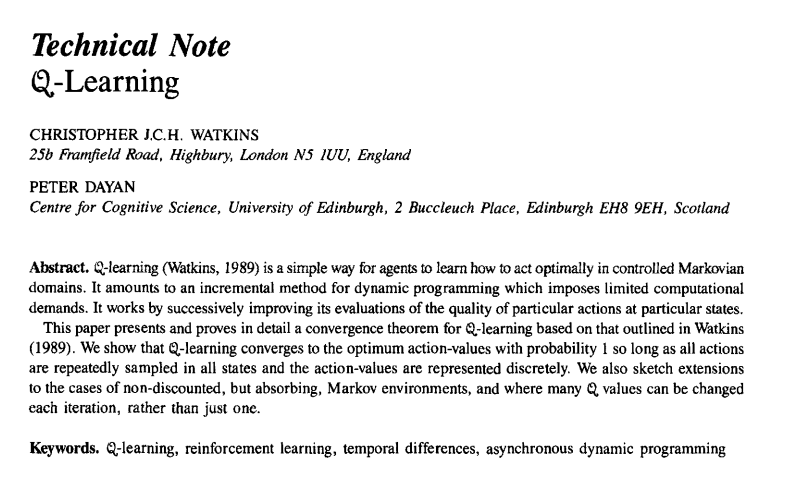 Technical Note
Q-Learning
CHRISTOPHER J.C.H. WATKINS
25b Framfield Road, Highbury, London N5 1UU, England
PETER DAYAN
Centre for Cognitive Science, University of Edinburgh, 2 Buccleuch Place, Edinburgh EH8 9EH, Scotland
Abstract. Q-learning (Watkins, 1989) is a simple way for agents to learn how to act optimally in controlled Markovian
domains. It amounts to an incremental method for dynamic programming which imposes limited computational
demands. It works by successively improving its evaluations of the quality of particular actions at particular states.
This paper presents and proves in detail a convergence theorem for Q-learning based on that outlined in Watkins
(1989). We show that Q-learning converges to the optimum action-values with probability 1 so long as all actions
are repeatedly sampled in all states and the action-values are represented discretely. We also sketch extensions
to the cases of non-discounted, but absorbing, Markov environments, and where many Q values can be changed
each iteration, rather than just one.
Keywords. Q-learning, reinforcement learning, temporal differences, asynchronous dynamic programming